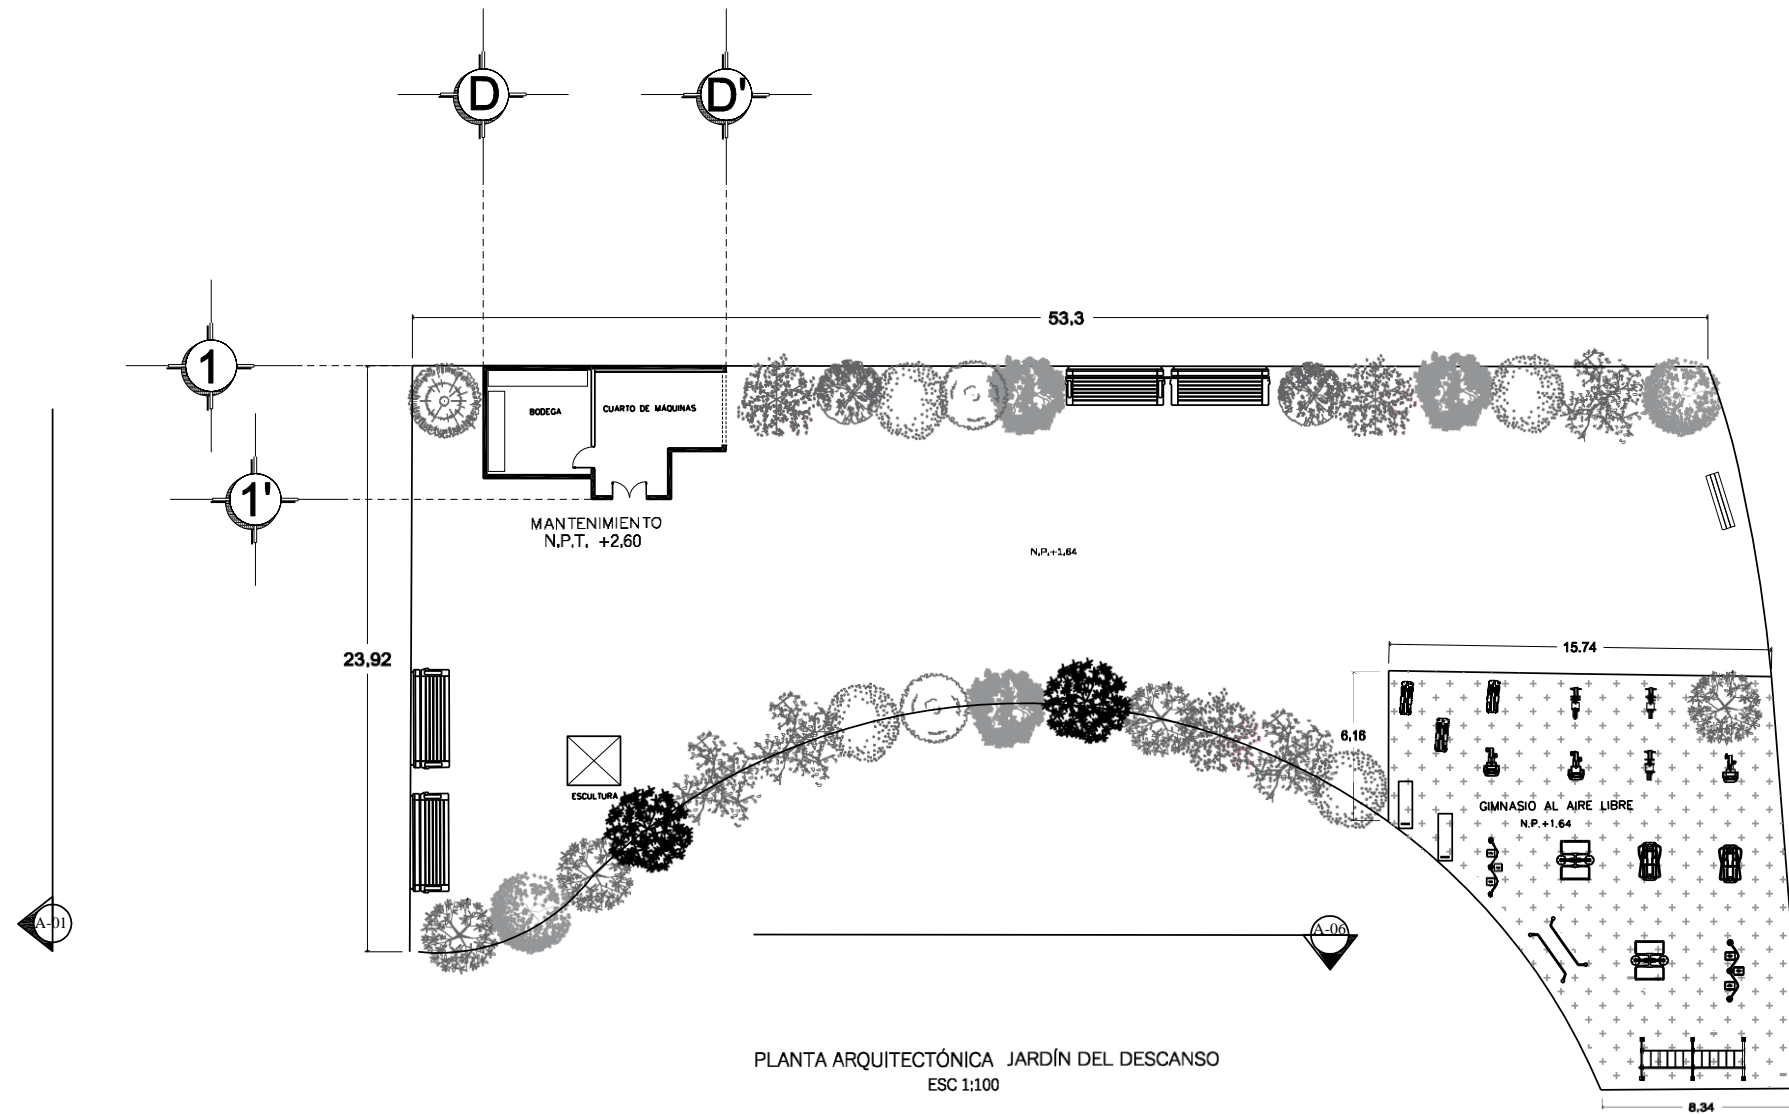 D
D'
53,3
1
BODEGA
CUARTO DE MÁQUINAS
1'
MANTENIMIENTO
N.P.T. +2,60
N.P.+1,64
23,92
15.74
6,16
ESCULTURA
GIMNASIO AL AIRE LIBRE
N.P.+1.64
A-01
A-06
PLANTA ARQUITECTÓNICA JARDÍN DEL DESCANSO
ESC 1:100
8,34